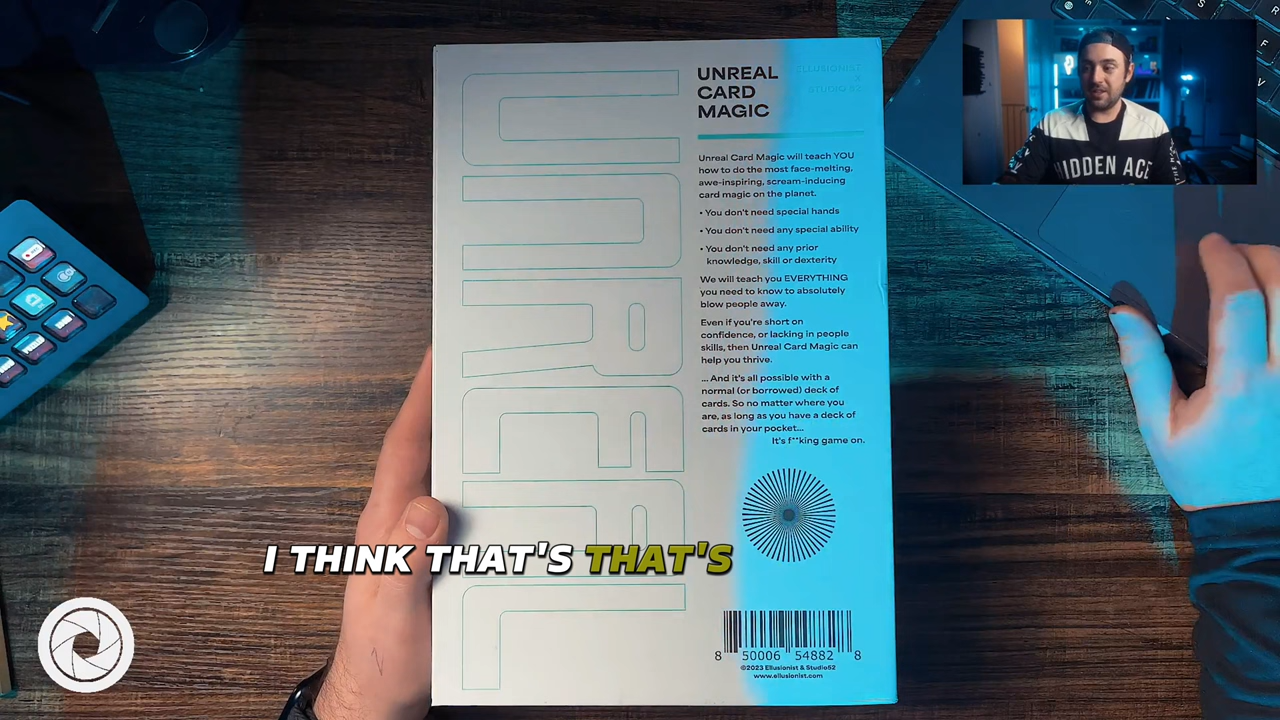 UNREAL
UNREAL
CARD
MAGIC
ELLUSIONIST
X
STUDIO 52
Unreal Card Magic will teach YOU
how to do the most face-melting,
awe-inspiring, scream-inducing
card magic on the planet.
• You don't need special hands
• You don't need any special ability
• You don't need any prior
knowledge, skill or dexterity
We will teach you EVERYTHING
you need to know to absolutely
blow people away.
Even if you're short on
confidence, or lacking in people
skills, then Unreal Card Magic can
help you thrive.
... And it's all possible with a
normal (or borrowed) deck of
cards. So no matter where you
are, as long as you have a deck of
cards in your pocket...
It's f**king game on.
8 50006 54882 8
©2023 Ellusionist & Studio52
www.ellusionist.com
HIDDEN ACE
I THINK THAT'S THAT'S